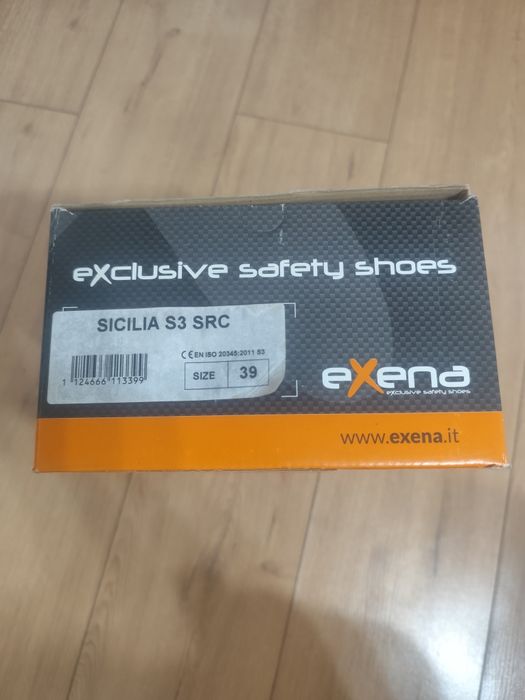 eXclusive safety shoes
SICILIA S3 SRC
CE EN ISO 20345:2011 S3
1 124666 113399
SIZE 39
eXena
eXclusive safety shoes
www.exena.it